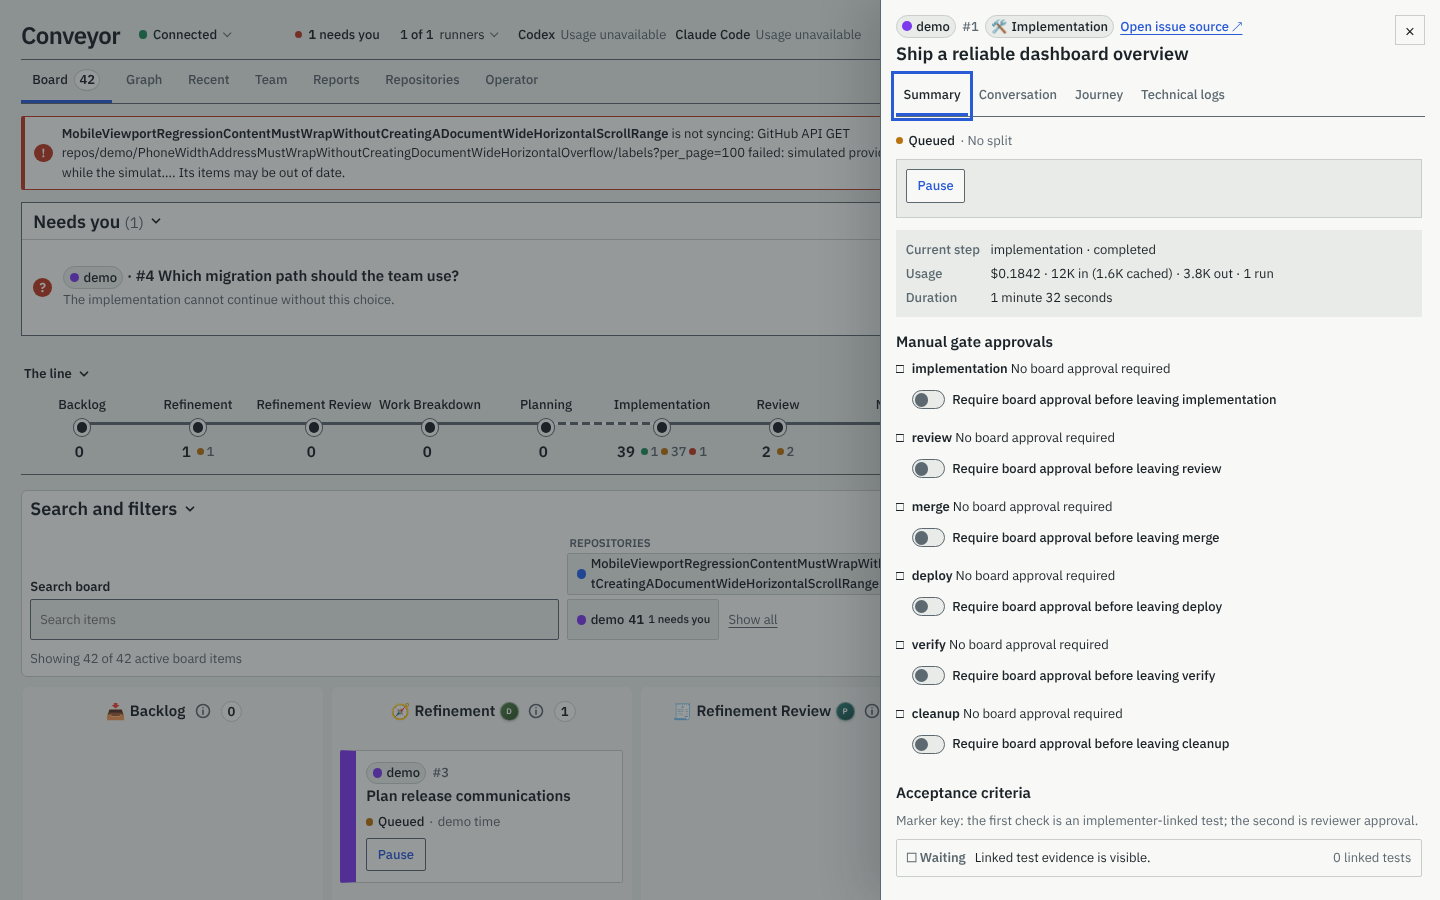 Conveyor
Connected
1 needs you
1 of 1 runners
Codex Usage unavailable
Claude Code Usage unavailable
Board 42
Graph
Recent
Team
Reports
Repositories
Operator
MobileViewportRegressionContentMustWrapWithoutCreatingADocumentWideHorizontalScrollRange is not syncing: GitHub API GET
repos/demo/PhoneWidthAddressMustWrapWithoutCreatingDocumentWideHorizontalOverflow/labels?per_page=100 failed: simulated provi
while the simulat.... Its items may be out of date.
Needs you (1)
demo · #4 Which migration path should the team use?
The implementation cannot continue without this choice.
The line
Backlog
Refinement
Refinement Review
Work Breakdown
Planning
Implementation
Review
0
1 1
0
0
0
39 1 37 1
2 2
Search and filters
REPOSITORIES
MobileViewportRegressionContentMustWrapWith
tCreatingADocumentWideHorizontalScrollRange
Search board
Search items
demo 41 1 needs you
Show all
Showing 42 of 42 active board items
Backlog 0
Refinement D 1
Refinement Review P
demo #3
Plan release communications
Queued · demo time
Pause
demo #1 Implementation Open issue source ↗
×
Ship a reliable dashboard overview
Summary
Conversation
Journey
Technical logs
Queued · No split
Pause
Current step implementation · completed
Usage $0.1842 · 12K in (1.6K cached) · 3.8K out · 1 run
Duration 1 minute 32 seconds
Manual gate approvals
implementation No board approval required
Require board approval before leaving implementation
review No board approval required
Require board approval before leaving review
merge No board approval required
Require board approval before leaving merge
deploy No board approval required
Require board approval before leaving deploy
verify No board approval required
Require board approval before leaving verify
cleanup No board approval required
Require board approval before leaving cleanup
Acceptance criteria
Marker key: the first check is an implementer-linked test; the second is reviewer approval.
Waiting Linked test evidence is visible. 0 linked tests